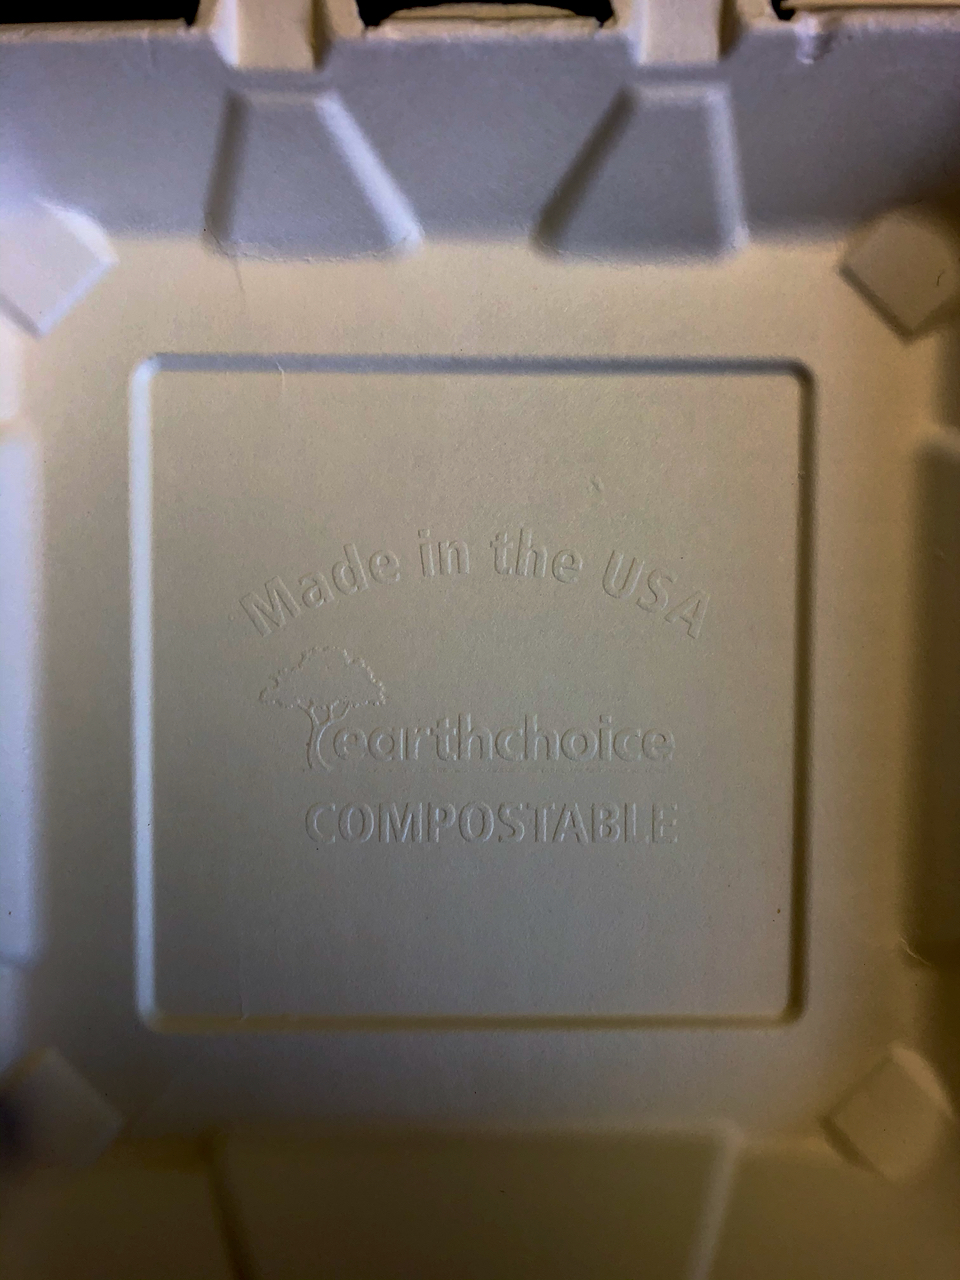 Made in the USA
earthchoice
COMPOSTABLE